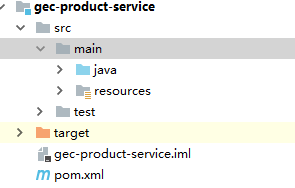 gec-product-service
src
main
java
resources
test
target
gec-product-service.iml
pom.xml